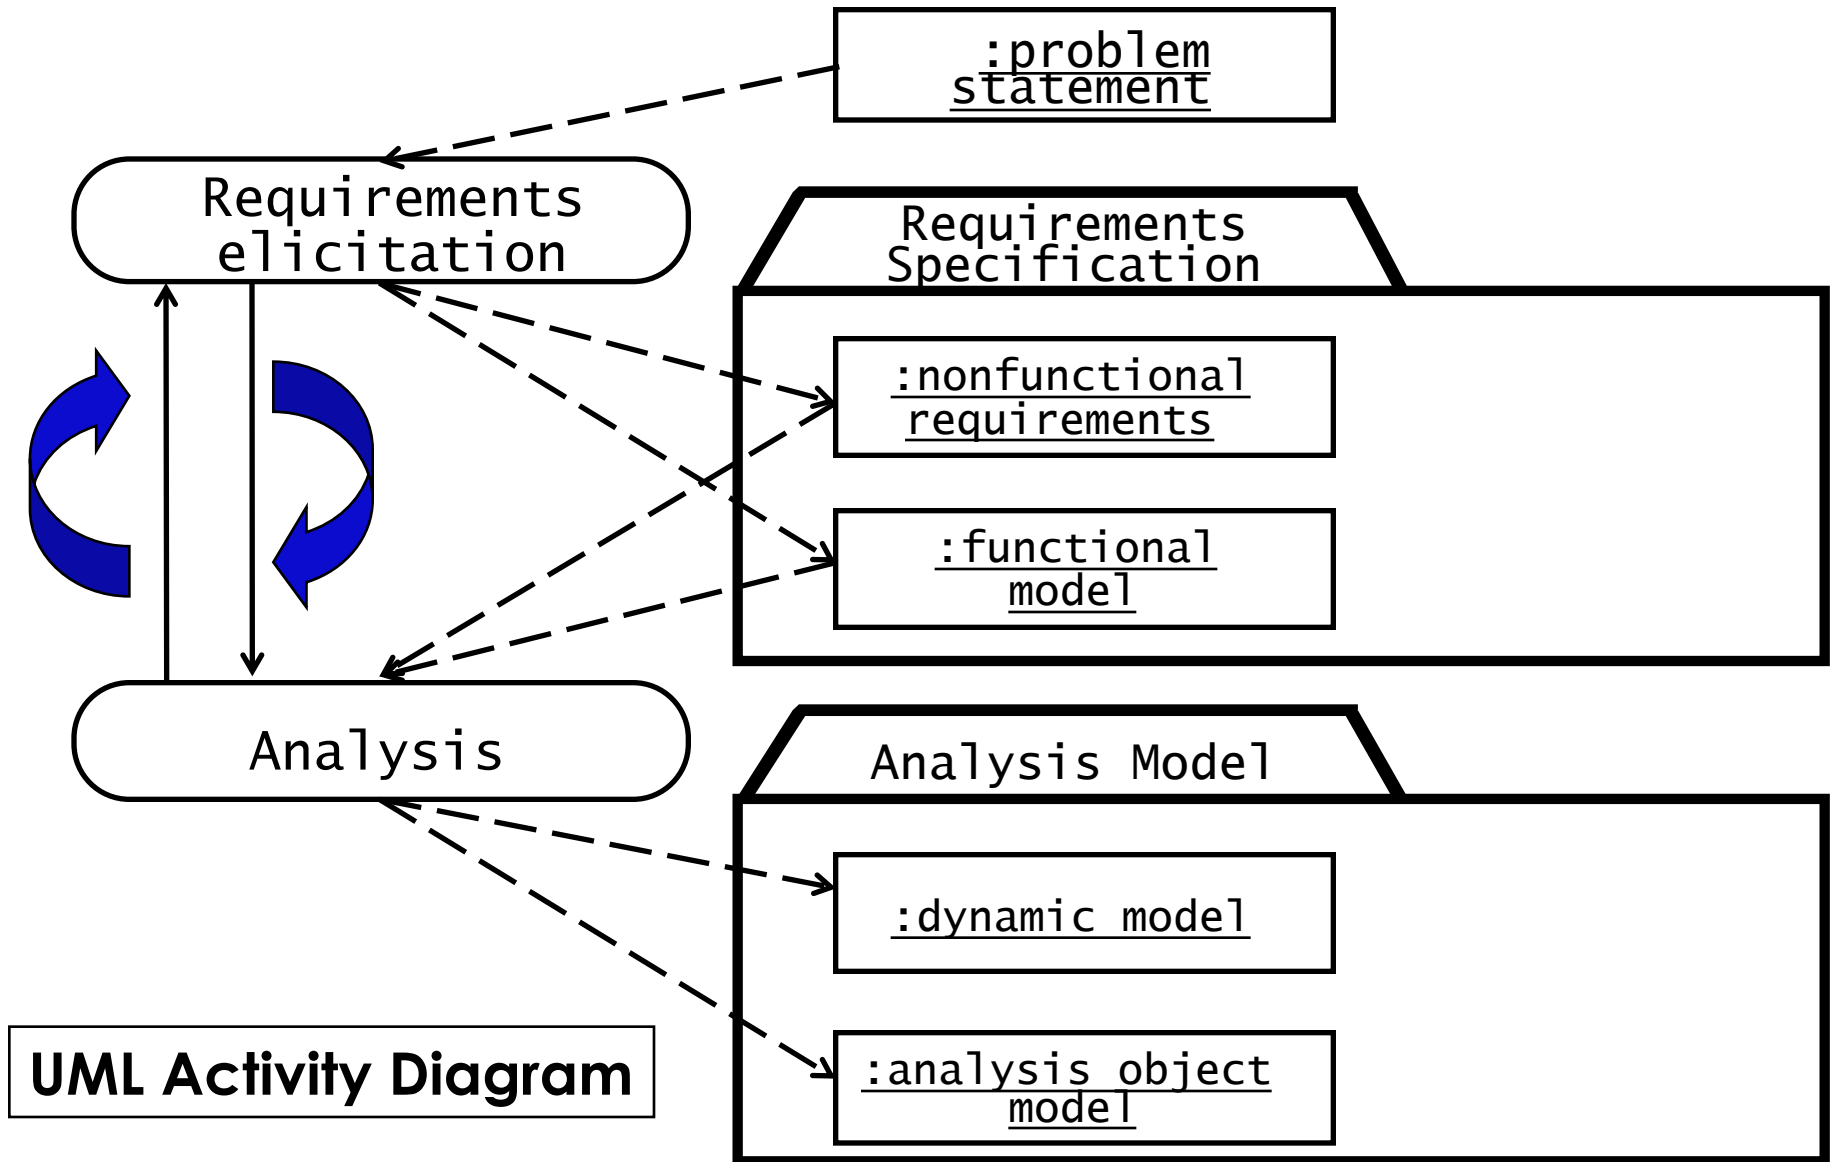 :problem
statement
Requirements
elicitation
Requirements
Specification
:nonfunctional
requirements
:functional
model
Analysis
Analysis Model
:dynamic model
:analysis object
model
UML Activity Diagram